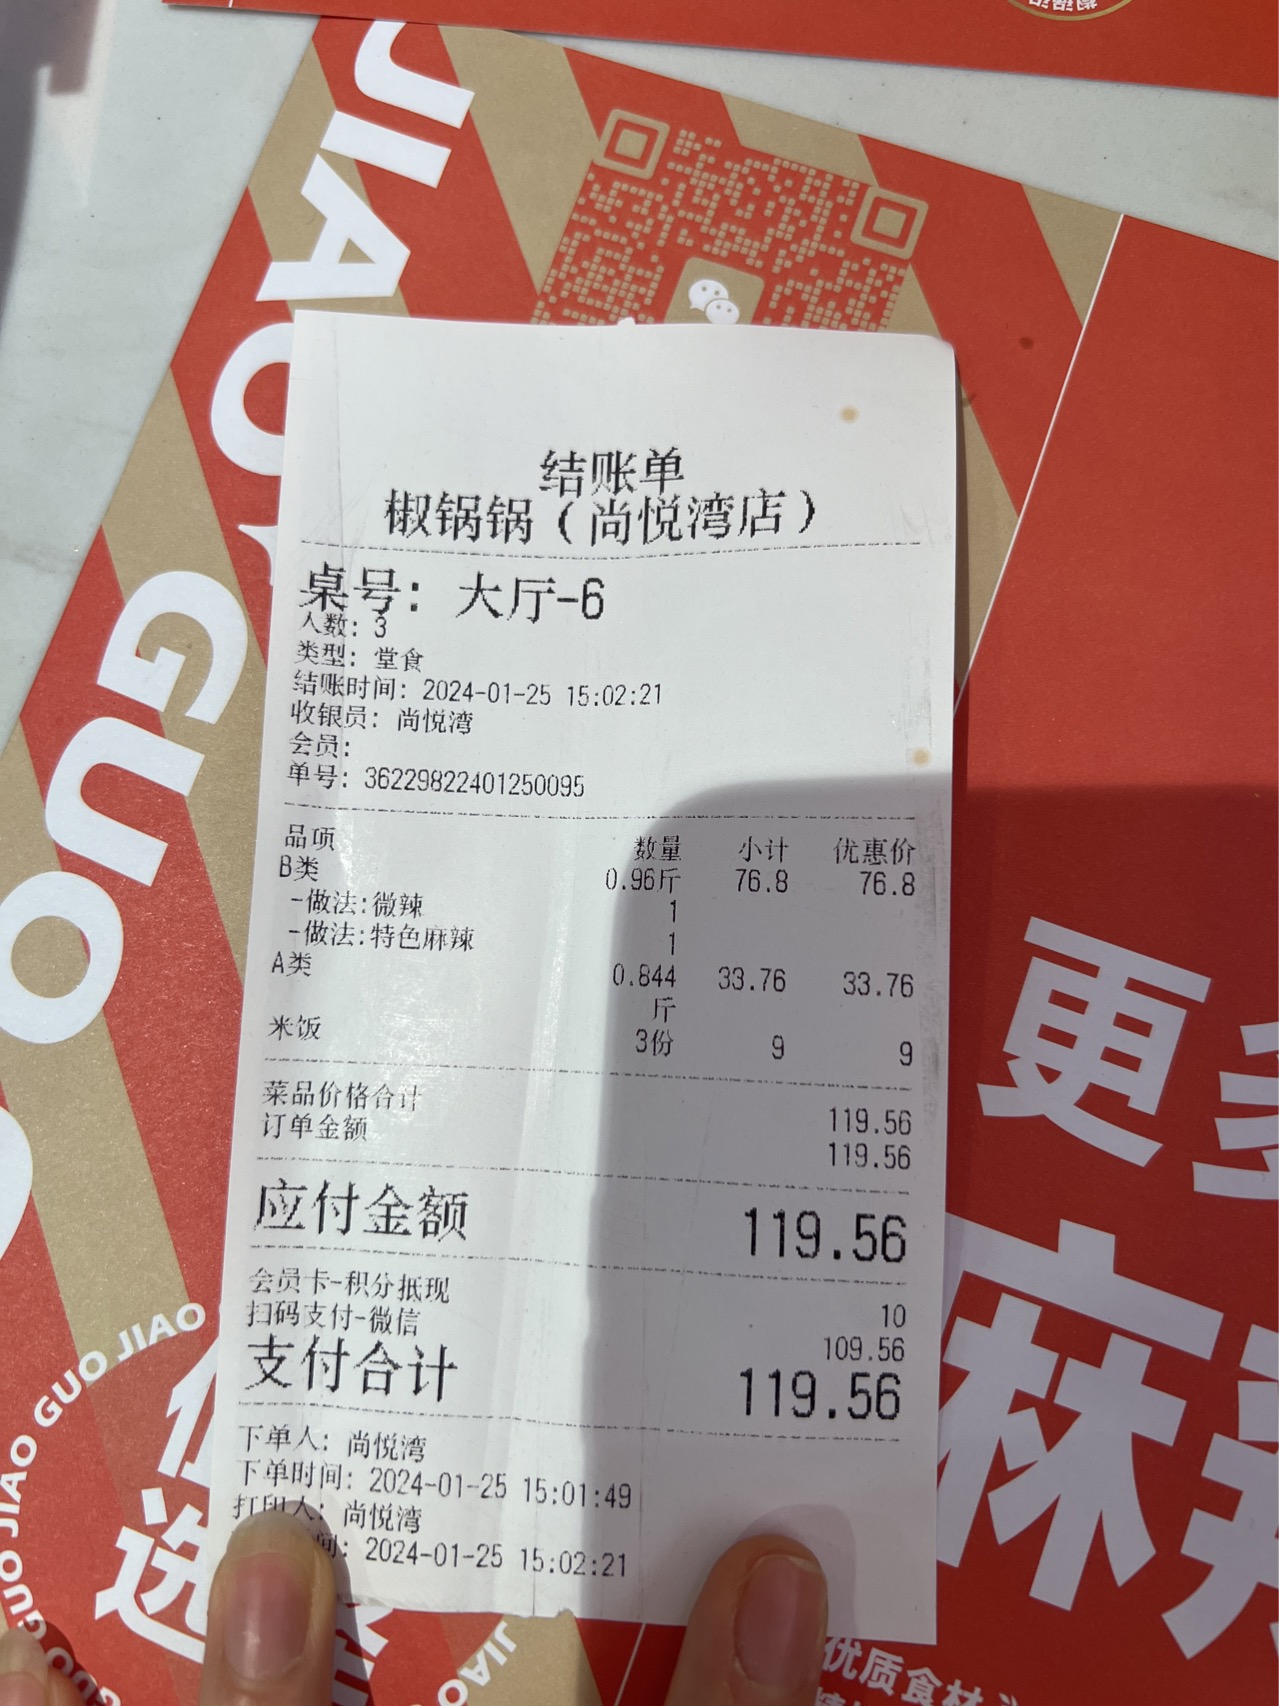 JIAO
GUO
结账单
椒锅锅（尚悦湾店）
桌号: 大厅-6
人数: 3
类型: 堂食
结账时间: 2024-01-25 15:02:21
收银员: 尚悦湾
会员:
单号: 362298224012500​95
品项 数量 小计 优惠价
B类 0.96斤 76.8 76.8
-做法:微辣 1
-做法:特色麻辣 1
A类 0.844 33.76 33.76
斤
米饭 3份 9 9
菜品价格合计 119.56
订单金额 119.56
应付金额 119.56
会员卡-积分抵现 10
扫码支付-微信 109.56
支付合计 119.56
下单人: 尚悦湾
下单时间: 2024-01-25 15:01:49
打印人: 尚悦湾
间: 2024-01-25 15:02:21
更多
麻
选
优质食材
GUO JIAO GUO JIAO
JIAO